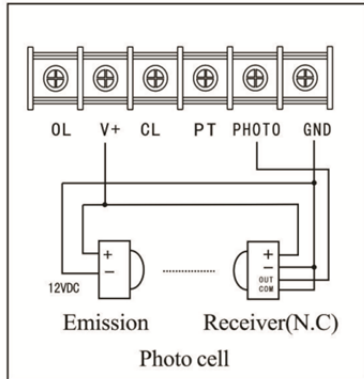 OL V+ CL PT PHOTO GND
+ +
- -
OUT
12VDC COM
Emission Receiver(N.C)
Photo cell